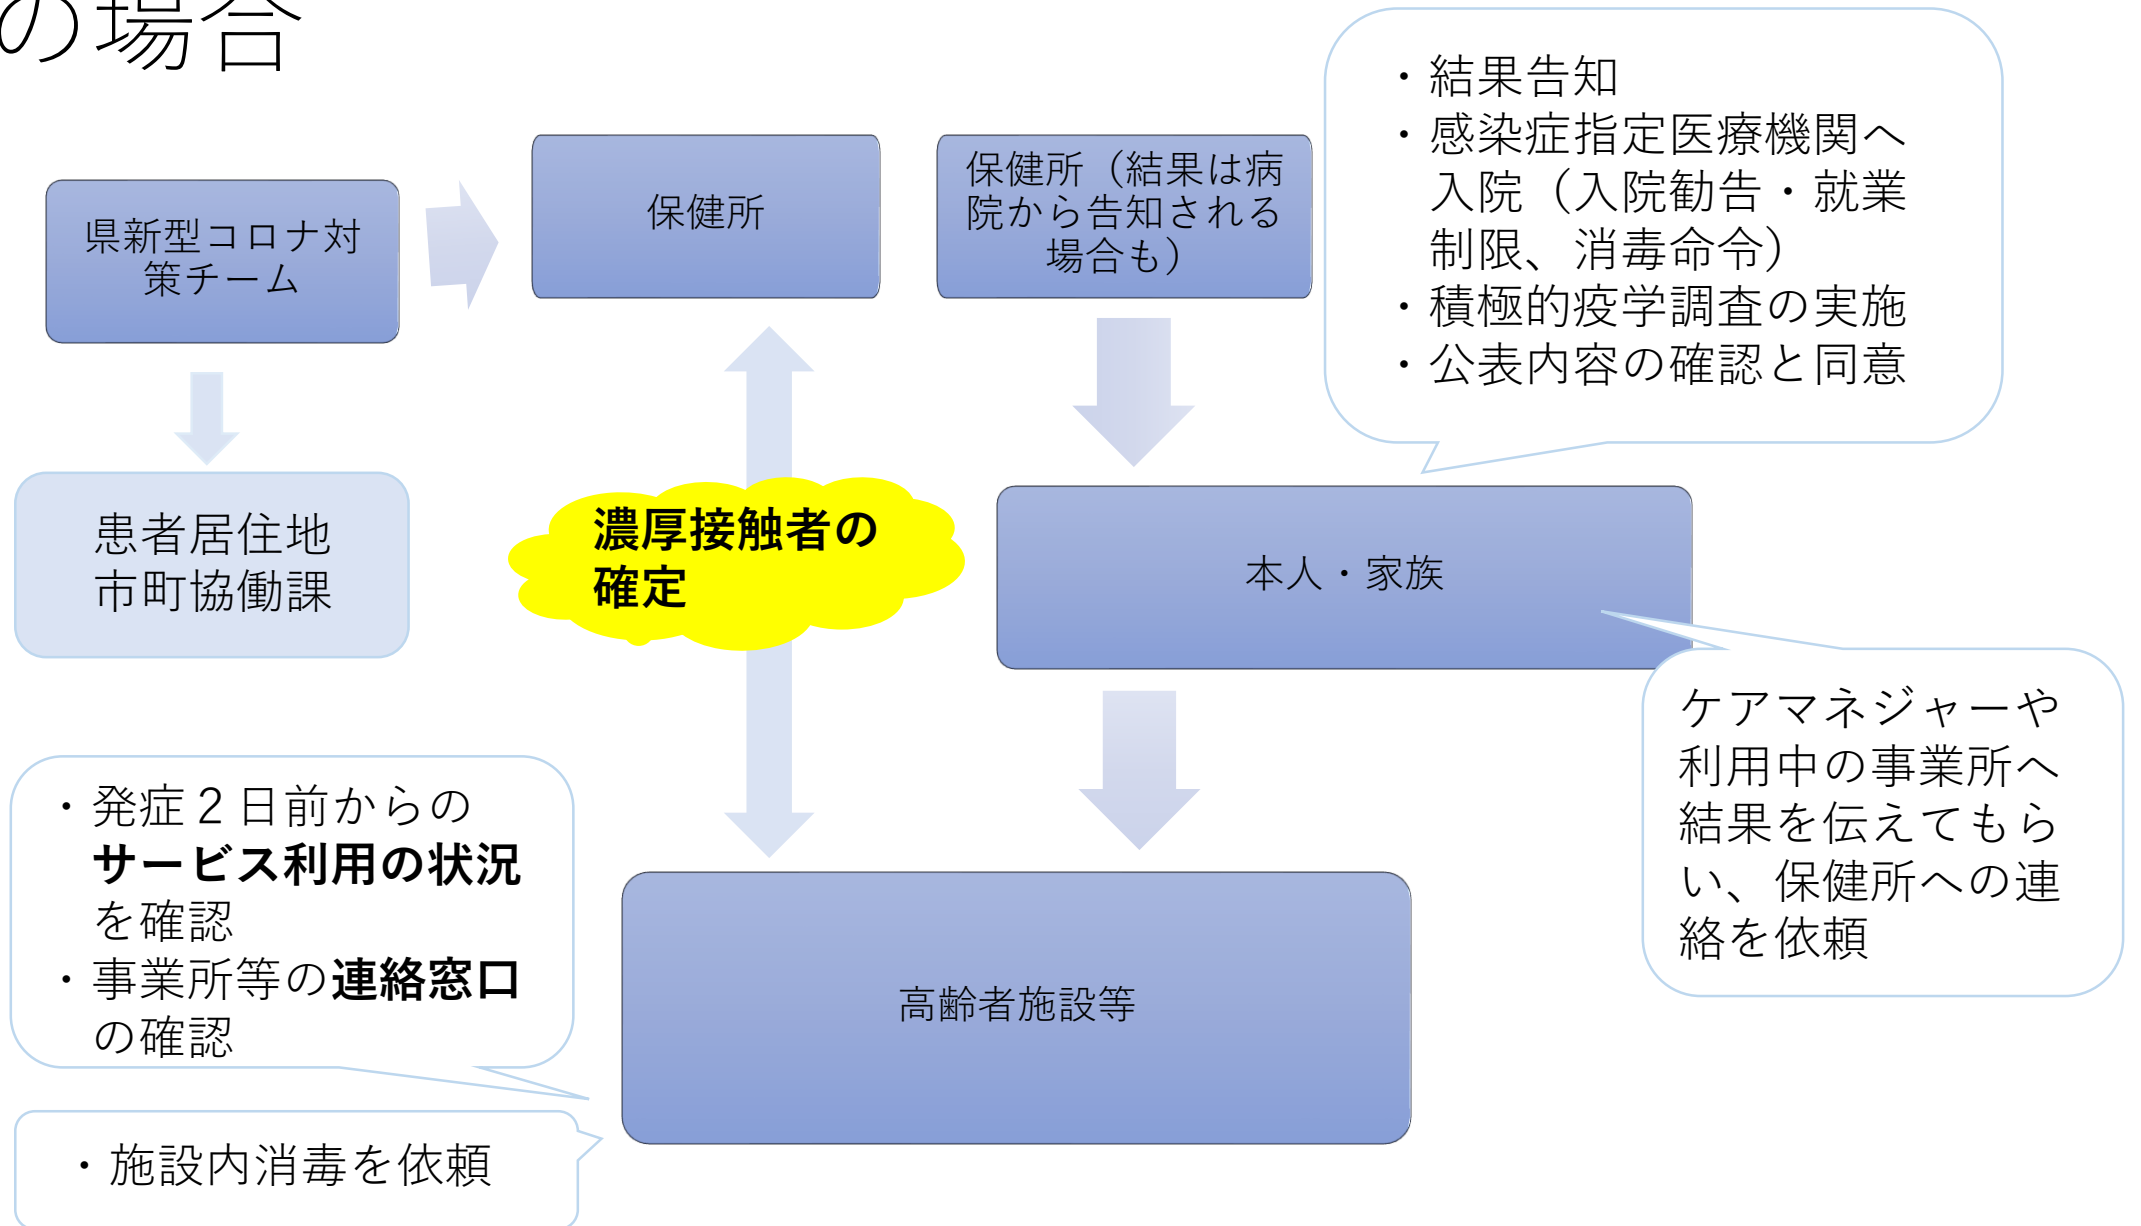 の場合
県新型コロナ対
策チーム
保健所
保健所（結果は病
院から告知される
場合も）
・結果告知
・感染症指定医療機関へ
入院（入院勧告・就業
制限、消毒命令）
・積極的疫学調査の実施
・公表内容の確認と同意
患者居住地
市町協働課
濃厚接触者の
確定
本人・家族
ケアマネジャーや
利用中の事業所へ
結果を伝えてもら
い、保健所への連
絡を依頼
・発症２日前からの
サービス利用の状況
を確認
・事業所等の連絡窓口
の確認
高齢者施設等
・施設内消毒を依頼